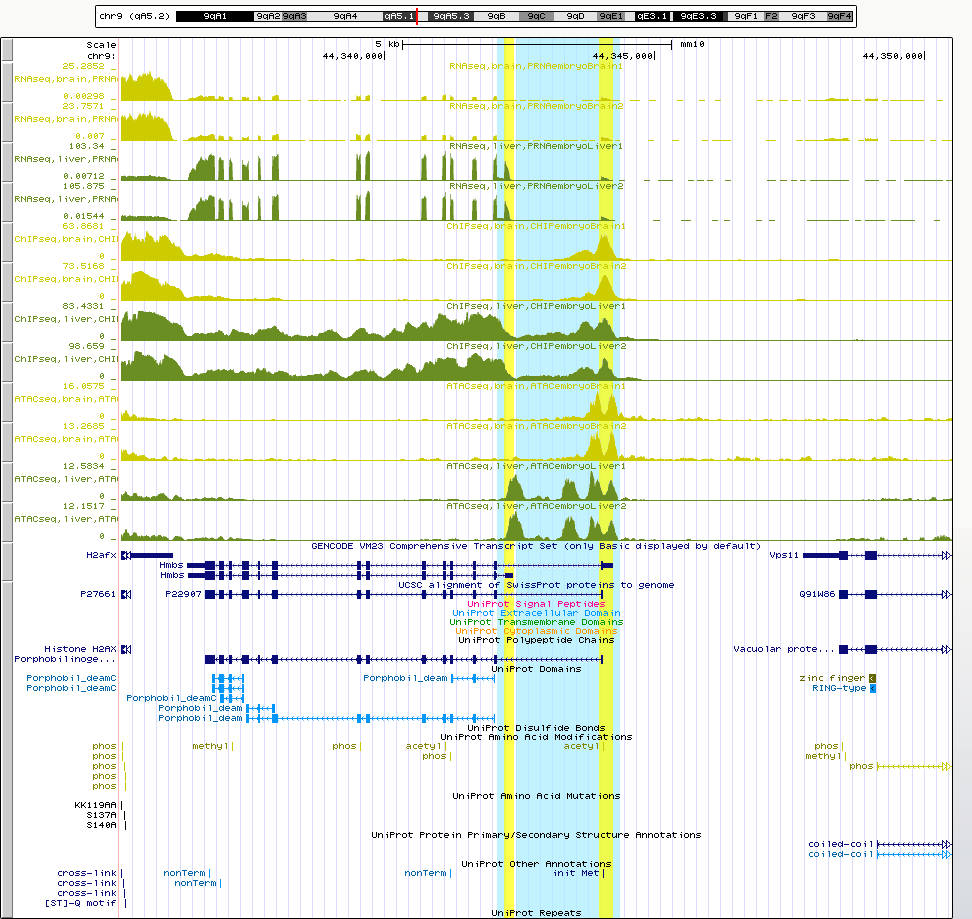 chr9 (qA5.2) 9qA1 9qA2 9qA3 9qA4 qA5.1 9qA5.3 9qB 9qC 9qD 9qE1 qE3.1 9qE3.3 9qF1 F2 9qF3 9qF4
Scale 5 kb mm10
chr9: 44,340,000 44,345,000 44,350,000
25.2852 _ RNAseq,brain,PRNAembryoBrain1
RNAseq,brain,PRNA
0.00298 _
23.7571 _ RNAseq,brain,PRNAembryoBrain2
RNAseq,brain,PRNA
0.007 _
103.34 _ RNAseq,liver,PRNAembryoLiver1
RNAseq,liver,PRNA
0.00712 _
105.875 _ RNAseq,liver,PRNAembryoLiver2
RNAseq,liver,PRNA
0.01544 _
63.8681 _ ChIPseq,brain,CHIPembryoBrain1
ChIPseq,brain,CHI
0 _
73.5168 _ ChIPseq,brain,CHIPembryoBrain2
ChIPseq,brain,CHI
0 _
83.4331 _ ChIPseq,liver,CHIPembryoLiver1
ChIPseq,liver,CHI
0 _
98.659 _ ChIPseq,liver,CHIPembryoLiver2
ChIPseq,liver,CHI
0 _
16.0575 _ ATACseq,brain,ATACembryoBrain1
ATACseq,brain,ATA
0 _
13.2685 _ ATACseq,brain,ATACembryoBrain2
ATACseq,brain,ATA
0 _
12.5834 _ ATACseq,liver,ATACembryoLiver1
ATACseq,liver,ATA
0 _
12.1517 _ ATACseq,liver,ATACembryoLiver2
ATACseq,liver,ATA
0 _
GENCODE VM23 Comprehensive Transcript Set (only Basic displayed by default)
H2afx Vps11
Hmbs
Hmbs
UCSC alignment of SwissProt proteins to genome
P27661 P22907 Q91W86
UniProt Signal Peptides
UniProt Extracellular Domain
UniProt Transmembrane Domains
UniProt Cytoplasmic Domains
UniProt Polypeptide Chains
Histone H2AX Vacuolar prote...
Porphobilinoge...
UniProt Domains
Porphobil_deamC Porphobil_deam zinc finger
Porphobil_deamC RING-type
Porphobil_deamC
Porphobil_deam
Porphobil_deam
UniProt Disulfide Bonds
UniProt Amino Acid Modifications
phos methyl phos acetyl acetyl phos
phos phos methyl
phos phos
phos
phos
UniProt Amino Acid Mutations
KK119AA
S137A
S140A
UniProt Protein Primary/Secondary Structure Annotations
coiled-coil
coiled-coil
UniProt Other Annotations
cross-link nonTerm nonTerm init Met
cross-link nonTerm
cross-link
[ST]-Q motif
UniProt Repeats